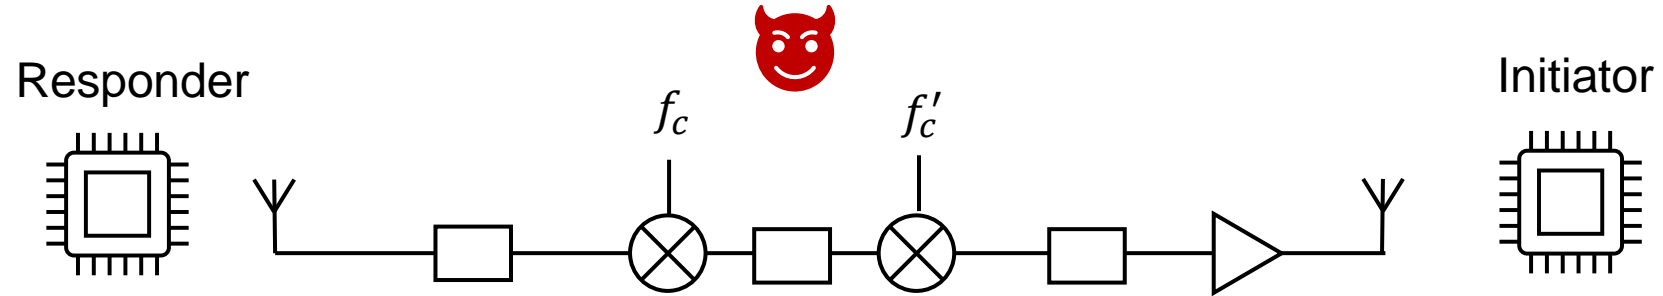 Responder
Initiator
f_c
f_c′